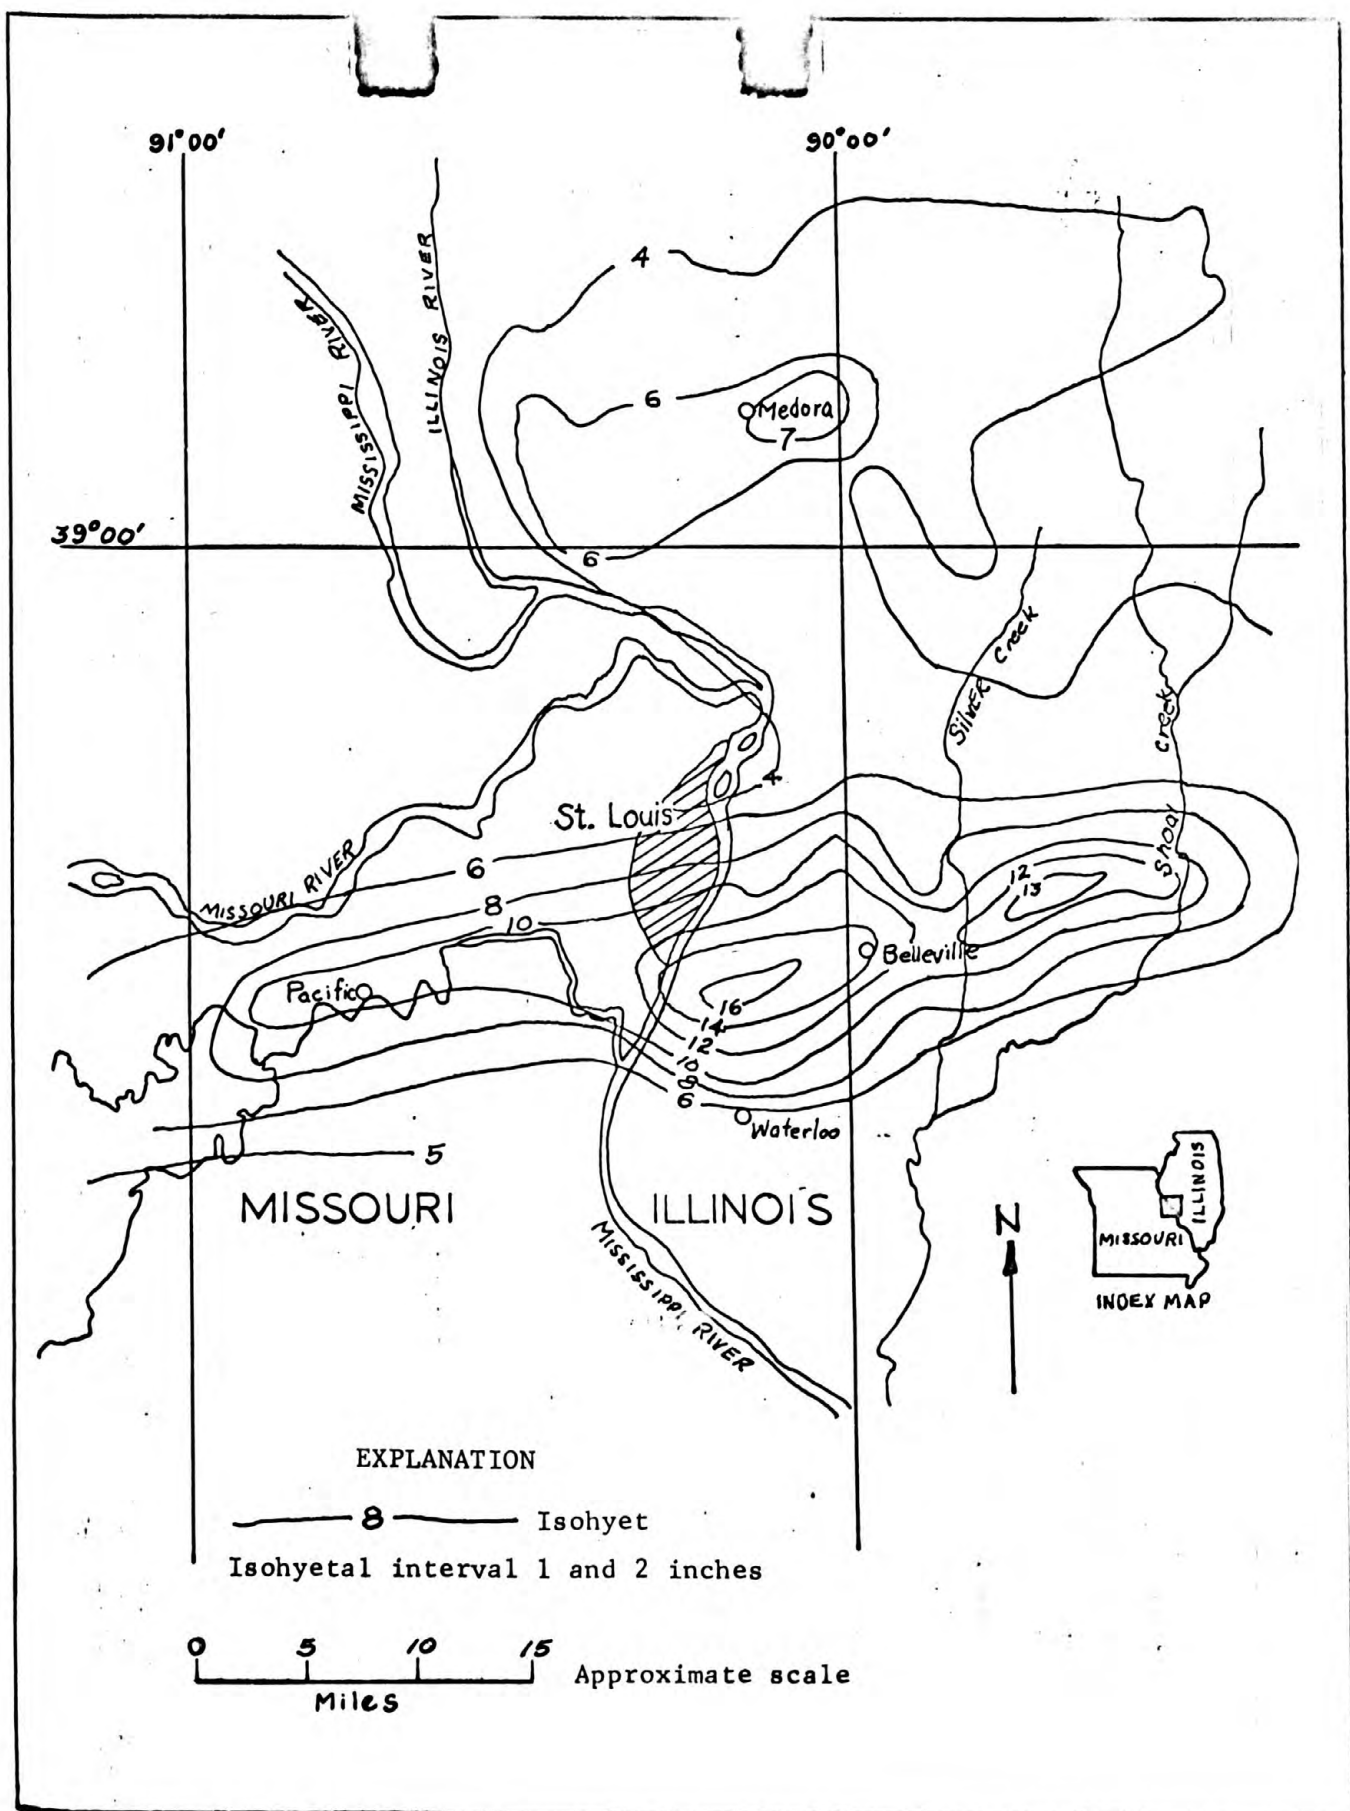 91°00'
90°00'
4
MISSISSIPPI RIVER
ILLINOIS RIVER
6
Medora
7
39°00'
6
Silver Creek
Shoal Creek
4
St. Louis
6
MISSOURI RIVER
8
10
12
13
Belleville
Pacific
16
14
12
10
8
6
Waterloo
5
MISSOURI
ILLINOIS
MISSISSIPPI RIVER
N
ILLINOIS
MISSOURI
INDEX MAP
EXPLANATION
8 Isohyet
Isohyetal interval 1 and 2 inches
0 5 10 15
Approximate scale
Miles